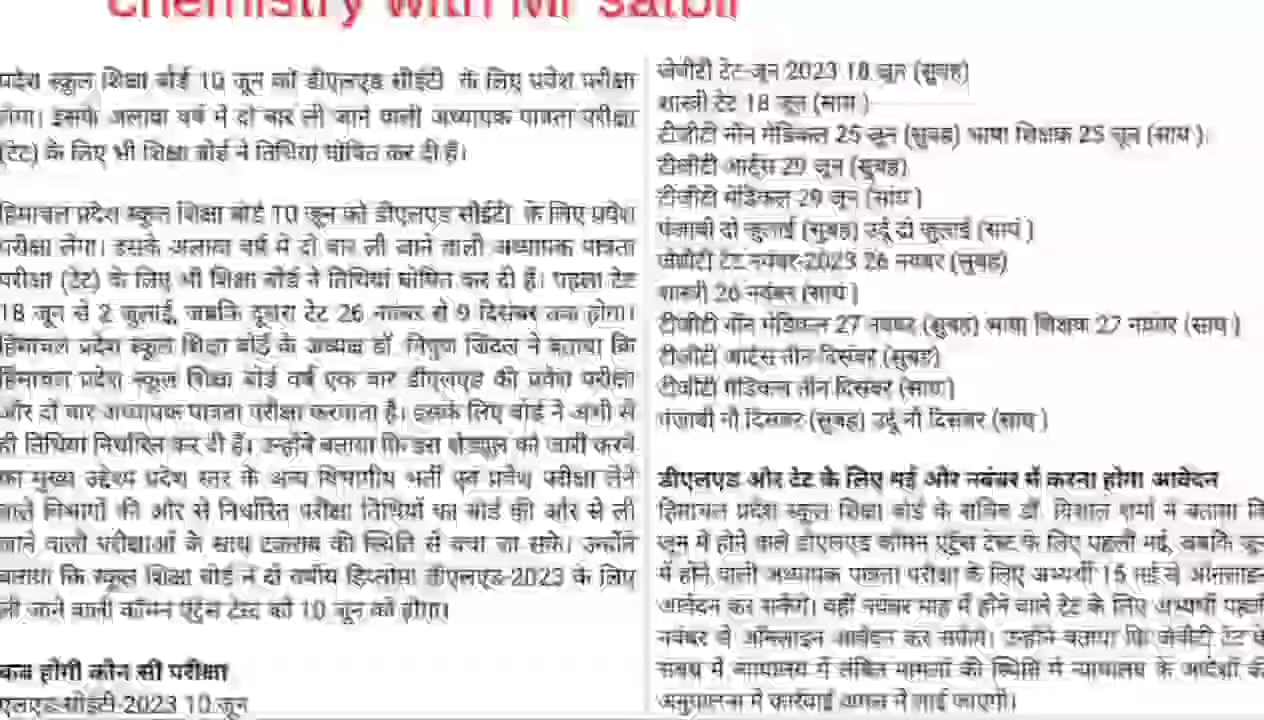 Chemistry with Mr Satbir
प्रदेश स्कूल शिक्षा बोर्ड 10 जून को डीएलएड सीईटी के लिए प्रवेश परीक्षा
लेगा। इसके अलावा वर्ष में दो बार ली जाने वाली अध्यापक पात्रता परीक्षा
(टेट) के लिए भी शिक्षा बोर्ड ने तिथियां घोषित कर दी हैं।
हिमाचल प्रदेश स्कूल शिक्षा बोर्ड 10 जून को डीएलएड सीईटी के लिए प्रवेश
परीक्षा लेगा। इसके अलावा वर्ष में दो बार ली जाने वाली अध्यापक पात्रता
परीक्षा (टेट) के लिए भी शिक्षा बोर्ड ने तिथियां घोषित कर दी हैं। पहला टेट
18 जून से 2 जुलाई, जबकि दूसरा टेट 26 नवंबर से 9 दिसंबर तक होगा।
हिमाचल प्रदेश स्कूल शिक्षा बोर्ड के अध्यक्ष डॉ. निपुण जिंदल ने बताया कि
हिमाचल प्रदेश स्कूल शिक्षा बोर्ड वर्ष एक बार डीएलएड की प्रवेश परीक्षा
और दो बार अध्यापक पात्रता परीक्षा करवाता है। इसके लिए बोर्ड ने अभी से
ही तिथियां निर्धारित कर दी हैं। उन्होंने बताया कि इस शेड्यूल को जारी करने
का मुख्य उद्देश्य प्रदेश स्तर के अन्य विभागीय भर्ती एवं प्रवेश परीक्षा लेने
वाले विभागों की ओर से निर्धारित परीक्षा तिथियों का बोर्ड की ओर से ली
जाने वाली परीक्षाओं के साथ टकराव की स्थिति से बचा जा सके। उन्होंने
बताया कि स्कूल शिक्षा बोर्ड ने दो वर्षीय डिप्लोमा डीएलएड-2023 के लिए
ली जाने वाली कॉमन एंट्रेंस टेस्ट को 10 जून को होगा।
कब होगी कौन सी परीक्षा
एलएड सीईटी-2023 10 जून
जेबीटी टेट जून 2023 18 जून (सुबह)
शास्त्री टेट 18 जून (सायं)
टीजीटी नॉन मेडिकल 25 जून (सुबह) भाषा शिक्षक 25 जून (सायं)
टीजीटी आर्ट्स 29 जून (सुबह)
टीजीटी मेडिकल 29 जून (सांय)
पंजाबी दो जुलाई (सुबह) उर्दू दो जुलाई (सायं)
जेबीटी टेट नवंबर-2023 26 नवंबर (सुबह)
शास्त्री 26 नवंबर (सायं)
टीजीटी नॉन मेडिकल 27 नवंबर (सुबह) भाषा शिक्षक 27 नवंबर (सायं)
टीजीटी आर्ट्स तीन दिसंबर (सुबह)
टीजीटी मेडिकल तीन दिसंबर (सायं)
पंजाबी नौ दिसंबर (सुबह) उर्दू नौ दिसंबर (सायं)
डीएलएड और टेट के लिए मई और नवंबर में करना होगा आवेदन
हिमाचल प्रदेश स्कूल शिक्षा बोर्ड के सचिव डॉ. विशाल शर्मा ने बताया कि
जून में होने वाले डीएलएड कॉमन एंट्रेंस टेस्ट के लिए पहली मई, जबकि जून
में होने वाली अध्यापक पात्रता परीक्षा के लिए अभ्यर्थी 15 मई से ऑनलाइन
आवेदन कर सकेंगे। वहीं नवंबर माह में होने वाले टेट के लिए अभ्यर्थी पहली
नवंबर से ऑनलाइन आवेदन कर सकेंगे। उन्होंने बताया कि जेबीटी टेट के
संबंध में न्यायालय में लंबित मामलों की स्थिति में न्यायालय के आदेशों की
अनुपालना में कार्रवाई अमल में लाई जाएगी।